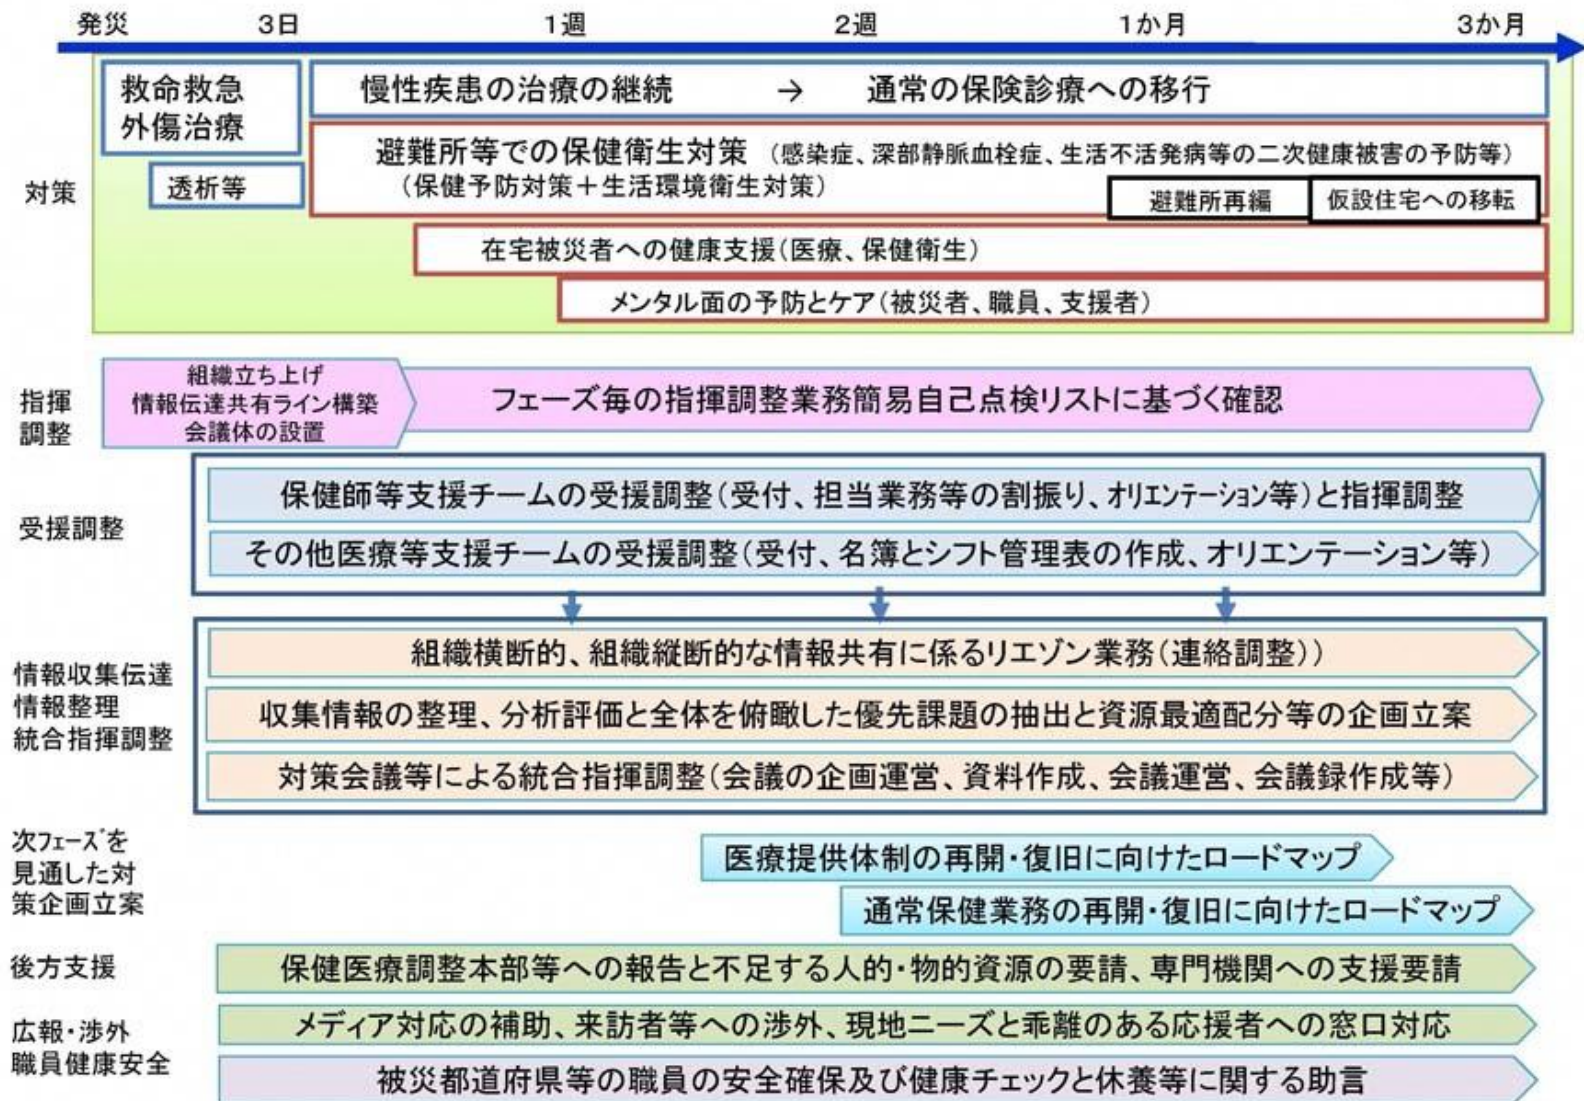 発災 3日 1週 2週 1か月 3か月
対策
救命救急
外傷治療
透析等
慢性疾患の治療の継続 → 通常の保険診療への移行
避難所等での保健衛生対策 (感染症、深部静脈血栓症、生活不活発病等の二次健康被害の予防等)
(保健予防対策+生活環境衛生対策)
避難所再編
仮設住宅への移転
在宅被災者への健康支援(医療、保健衛生)
メンタル面の予防とケア(被災者、職員、支援者)
指揮
調整
組織立ち上げ
情報伝達共有ライン構築
会議体の設置
フェーズ毎の指揮調整業務簡易自己点検リストに基づく確認
受援調整
保健師等支援チームの受援調整(受付、担当業務等の割振り、オリエンテーション等)と指揮調整
その他医療等支援チームの受援調整(受付、名簿とシフト管理表の作成、オリエンテーション等)
情報収集伝達
情報整理
統合指揮調整
組織横断的、組織縦断的な情報共有に係るリエゾン業務(連絡調整))
収集情報の整理、分析評価と全体を俯瞰した優先課題の抽出と資源最適配分等の企画立案
対策会議等による統合指揮調整(会議の企画運営、資料作成、会議運営、会議録作成等)
次フェーズを
見通した対
策企画立案
医療提供体制の再開・復旧に向けたロードマップ
通常保健業務の再開・復旧に向けたロードマップ
後方支援
保健医療調整本部等への報告と不足する人的・物的資源の要請、専門機関への支援要請
広報・渉外
職員健康安全
メディア対応の補助、来訪者等への渉外、現地ニーズと乖離のある応援者への窓口対応
被災都道府県等の職員の安全確保及び健康チェックと休養等に関する助言